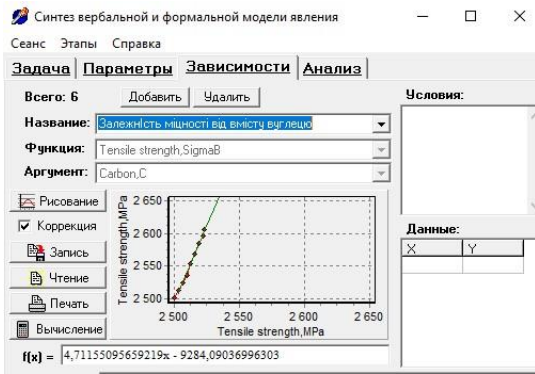 Синтез вербальной и формальной модели явления
Сеанс Этапы Справка
Задача Параметры Зависимости Анализ
Всего: 6 Добавить Удалить
Условия:
Название: Залежність міцності від вмісту вуглецю
Функция: Tensile strength,SigmaB
Аргумент: Carbon,C
Рисование
Коррекция
Запись
Чтение
Печать
Вычисление
Tensile strength,MPa
2 650
2 600
2 550
2 500
2 500 2 550 2 600 2 650
Tensile strength,MPa
Данные:
X Y
f(x) = 4,71155095659219x - 9284,09036996303